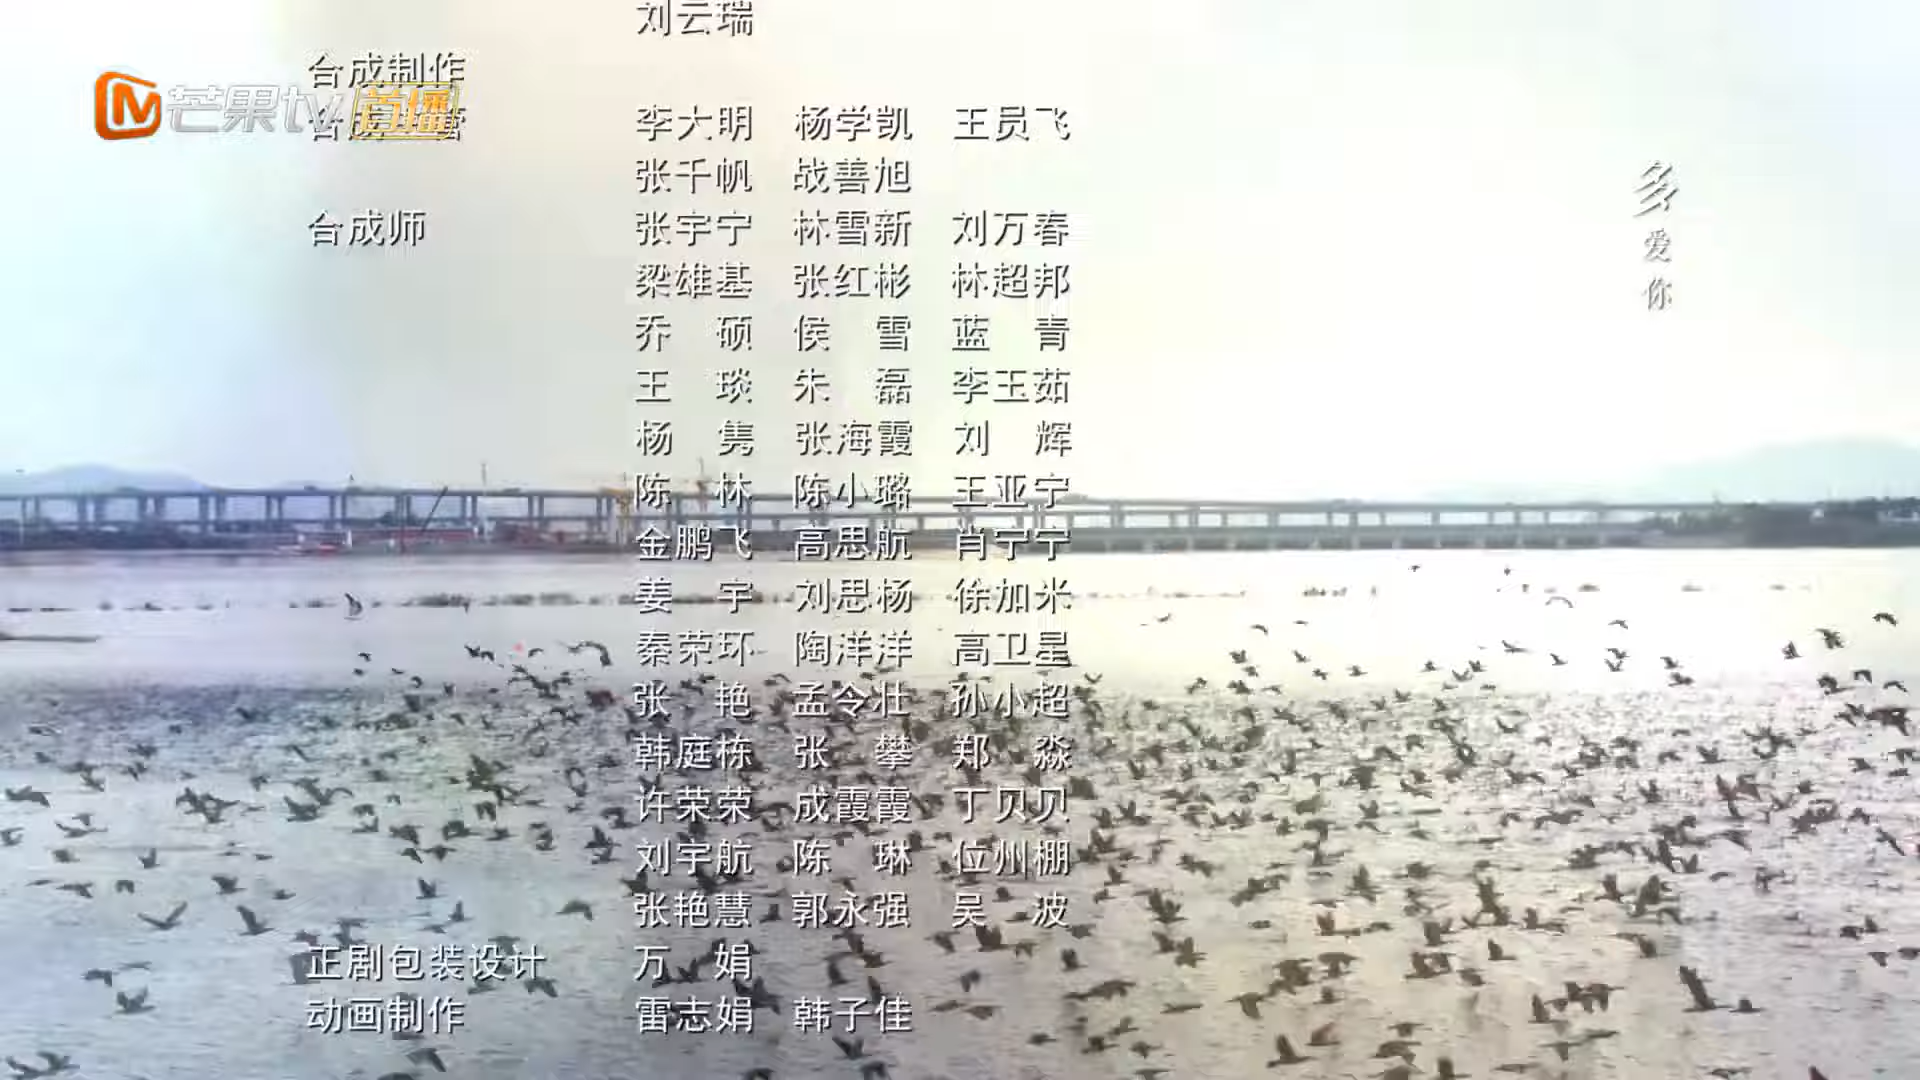 刘云瑞
合成制作
芒果tv 首播
李大明 杨学凯 王员飞
张千帆 战善旭
合成师 张宇宁 林雪新 刘万春
梁雄基 张红彬 林超邦
乔硕 侯雪 蓝青
王琰 朱磊 李玉茹
杨隽 张海霞 刘辉
陈林 陈小璐 王亚宁
金鹏飞 高思航 肖宁宁
姜宇 刘思杨 徐加米
秦荣环 陶洋洋 高卫星
张艳 孟令壮 孙小超
韩庭栋 张攀 郑淼
许荣荣 成霞霞 丁贝贝
刘宇航 陈琳 位州棚
张艳慧 郭永强 吴波
正剧包装设计 万娟
动画制作 雷志娟 韩子佳
多爱你